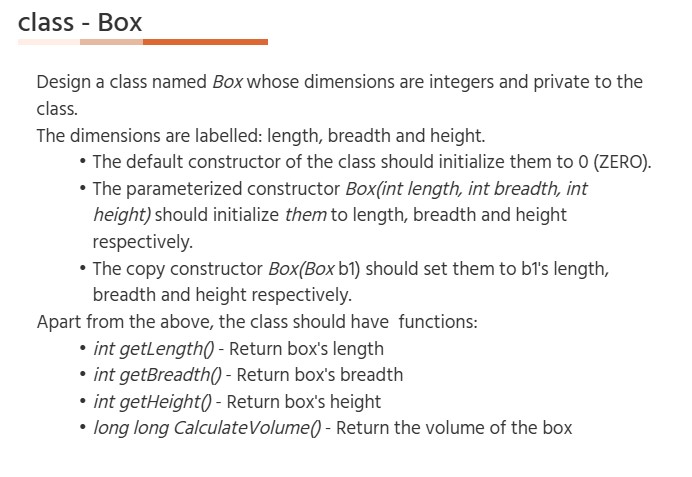 class - Box
Design a class named Box whose dimensions are integers and private to the
class.
The dimensions are labelled: length, breadth and height.
• The default constructor of the class should initialize them to 0 (ZERO).
• The parameterized constructor Box(int length, int breadth, int
height) should initialize them to length, breadth and height
respectively.
• The copy constructor Box(Box b1) should set them to b1's length,
breadth and height respectively.
Apart from the above, the class should have  functions:
• int getLength() - Return box's length
• int getBreadth() - Return box's breadth
• int getHeight() - Return box's height
• long long CalculateVolume() - Return the volume of the box